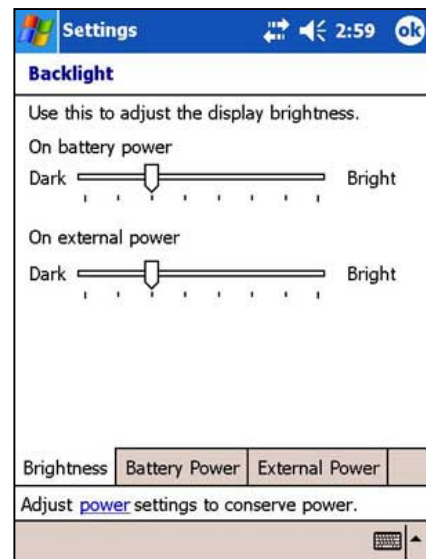 Settings 2:59 ok
Backlight
Use this to adjust the display brightness.
On battery power
Dark Bright
On external power
Dark Bright
Brightness Battery Power External Power
Adjust power settings to conserve power.